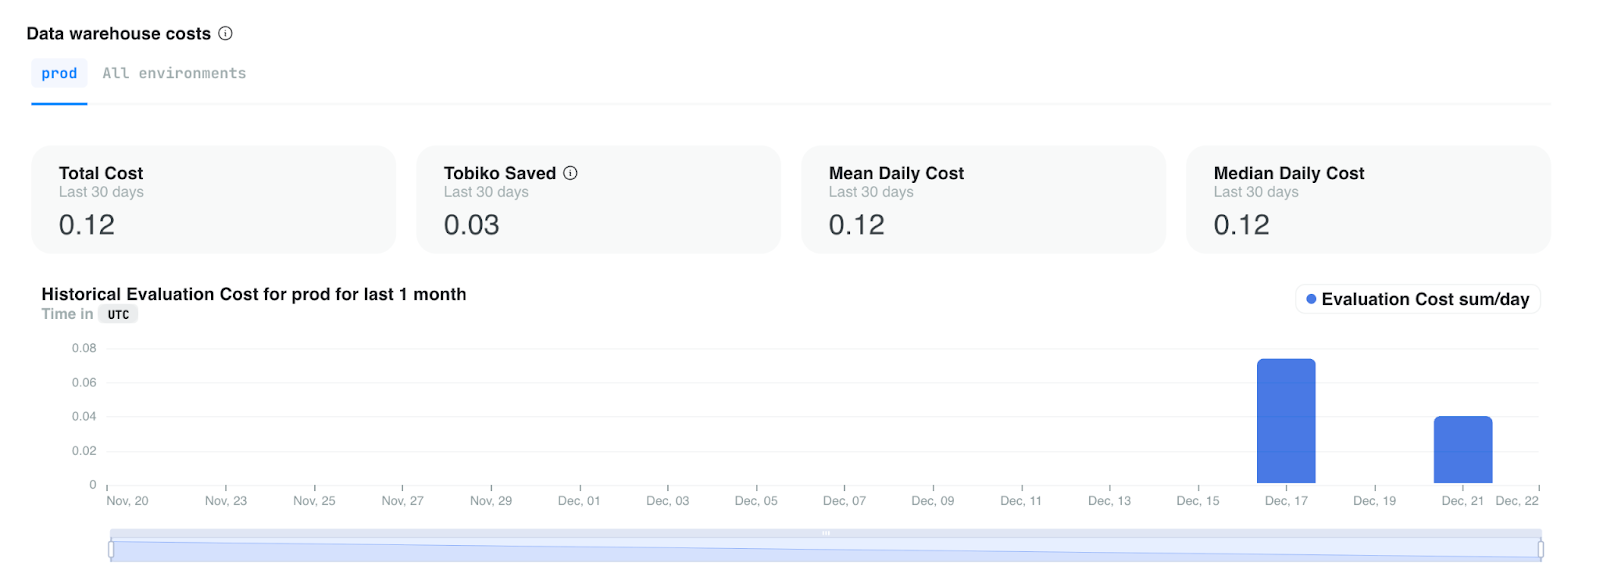 Data warehouse costs
prod All environments
Total Cost
Last 30 days
0.12
Tobiko Saved
Last 30 days
0.03
Mean Daily Cost
Last 30 days
0.12
Median Daily Cost
Last 30 days
0.12
Historical Evaluation Cost for prod for last 1 month
Time in UTC
Evaluation Cost sum/day
0.08
0.06
0.04
0.02
0
Nov, 20 Nov, 23 Nov, 25 Nov, 27 Nov, 29 Dec, 01 Dec, 03 Dec, 05 Dec, 07 Dec, 09 Dec, 11 Dec, 13 Dec, 15 Dec, 17 Dec, 19 Dec, 21 Dec, 22